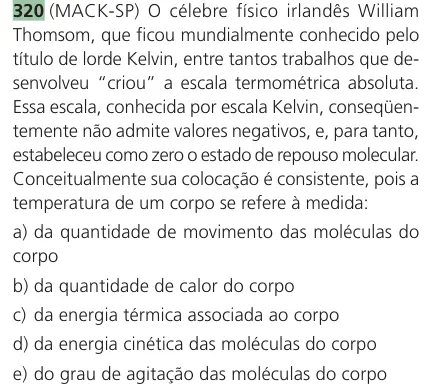 320 (MACK-SP) O célebre físico irlandês William
Thomsom, que ficou mundialmente conhecido pelo
título de lorde Kelvin, entre tantos trabalhos que de-
senvolveu “criou” a escala termométrica absoluta.
Essa escala, conhecida por escala Kelvin, conseqüen-
temente não admite valores negativos, e, para tanto,
estabeleceu como zero o estado de repouso molecular.
Conceitualmente sua colocação é consistente, pois a
temperatura de um corpo se refere à medida:
a) da quantidade de movimento das moléculas do
corpo
b) da quantidade de calor do corpo
c) da energia térmica associada ao corpo
d) da energia cinética das moléculas do corpo
e) do grau de agitação das moléculas do corpo